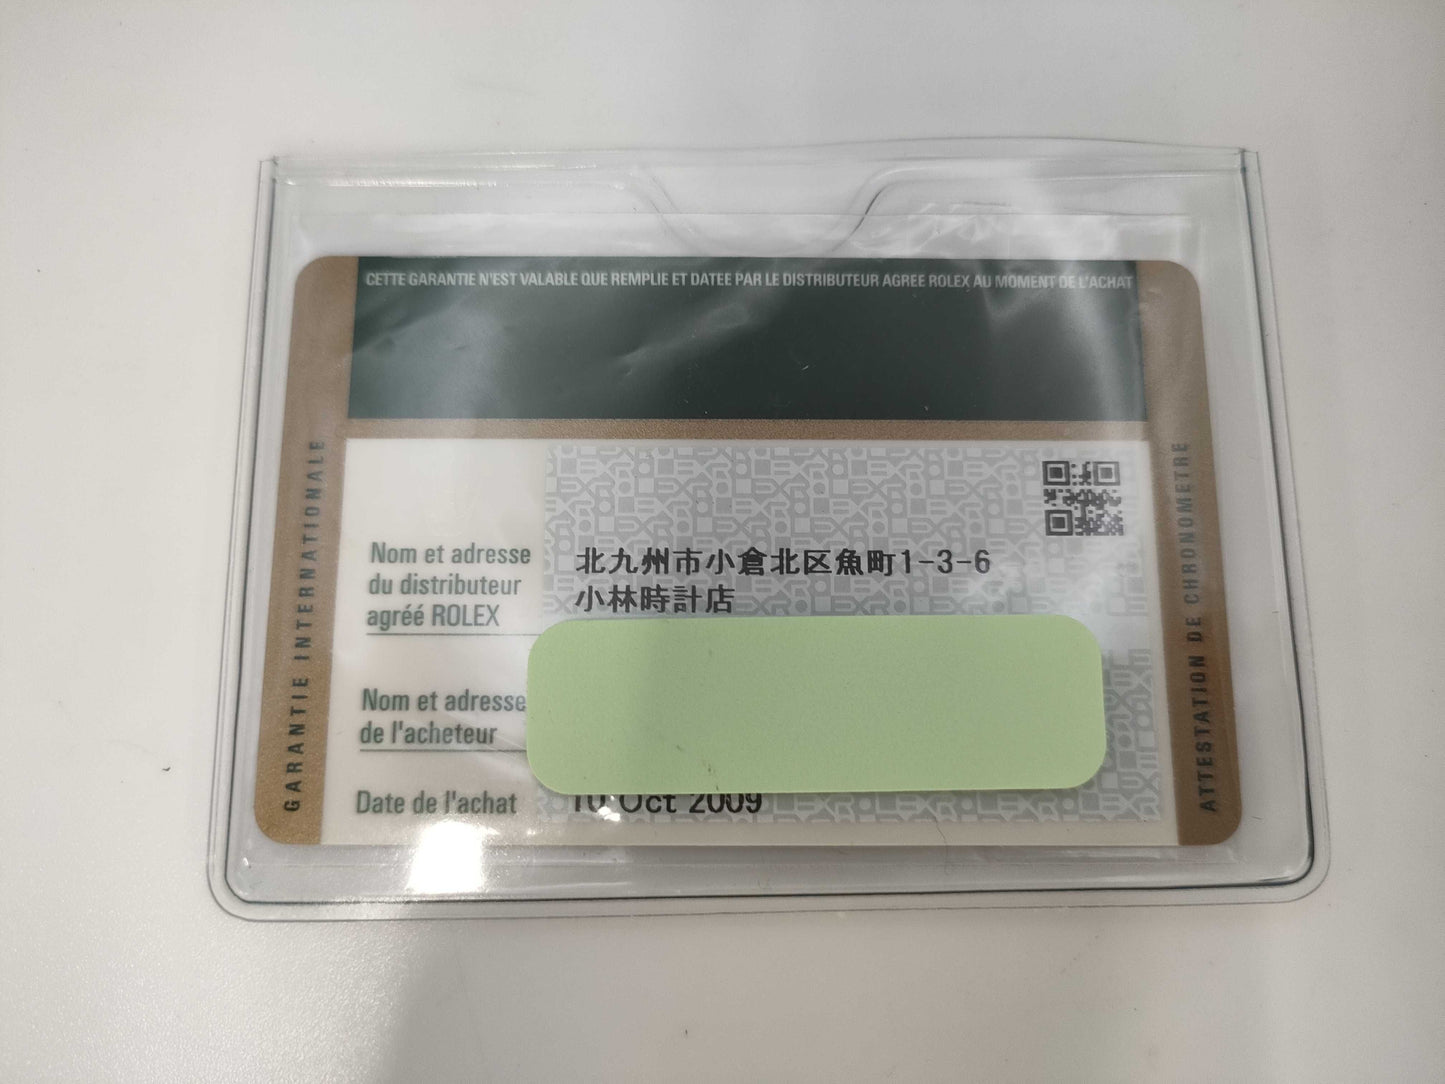 CETTE GARANTIE N'EST VALABLE QUE REMPLIE ET DATEE PAR LE DISTRIBUTEUR AGREE ROLEX AU MOMENT DE L'ACHAT
GARANTIE INTERNATIONALE
Nom et adresse
du distributeur
agréé ROLEX
北九州市小倉北区魚町1-3-6
小林時計店
Nom et adresse
de l'acheteur
Date de l'achat
10 Oct 2009
ATTESTATION DE CHRONOMETRE